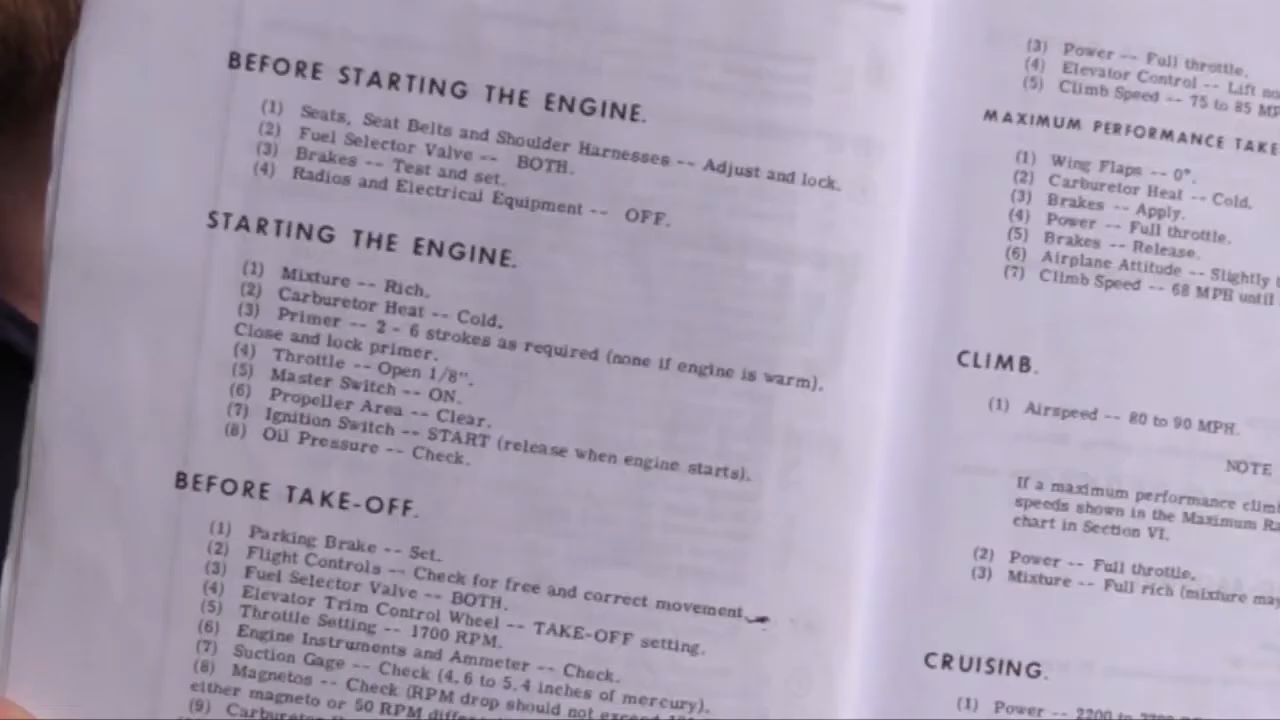 BEFORE STARTING THE ENGINE.
(1) Seats, Seat Belts and Shoulder Harnesses -- Adjust and lock.
(2) Fuel Selector Valve -- BOTH.
(3) Brakes -- Test and set.
(4) Radios and Electrical Equipment -- OFF.
STARTING THE ENGINE.
(1) Mixture -- Rich.
(2) Carburetor Heat -- Cold.
(3) Primer -- 2 - 6 strokes as required (none if engine is warm).
Close and lock primer.
(4) Throttle -- Open 1/8".
(5) Master Switch -- ON.
(6) Propeller Area -- Clear.
(7) Ignition Switch -- START (release when engine starts).
(8) Oil Pressure -- Check.
BEFORE TAKE-OFF.
(1) Parking Brake -- Set.
(2) Flight Controls -- Check for free and correct movement.
(3) Fuel Selector Valve -- BOTH.
(4) Elevator Trim Control Wheel -- TAKE-OFF setting.
(5) Throttle Setting -- 1700 RPM.
(6) Engine Instruments and Ammeter -- Check.
(7) Suction Gage -- Check (4.6 to 5.4 inches of mercury).
(8) Magnetos -- Check (RPM drop should not exceed
either magneto or 50 RPM
(9)
(3) Power -- Full throttle.
(4) Elevator Control -- Lift
(5) Climb Speed -- 75 to 85
MAXIMUM PERFORMANCE TAKE
(1) Wing Flaps -- 0°.
(2) Carburetor Heat -- Cold.
(3) Brakes -- Apply.
(4) Power -- Full throttle.
(5) Brakes -- Release.
(6) Airplane Attitude -- Slightly
(7) Climb Speed -- 68 MPH until
CLIMB.
(1) Airspeed -- 80 to 90 MPH.
NOTE
If a maximum performance
speeds shown in the Maximum
chart in Section VI.
(2) Power -- Full throttle.
(3) Mixture -- Full rich (mixture
CRUISING.
(1) Power -- 2200 to